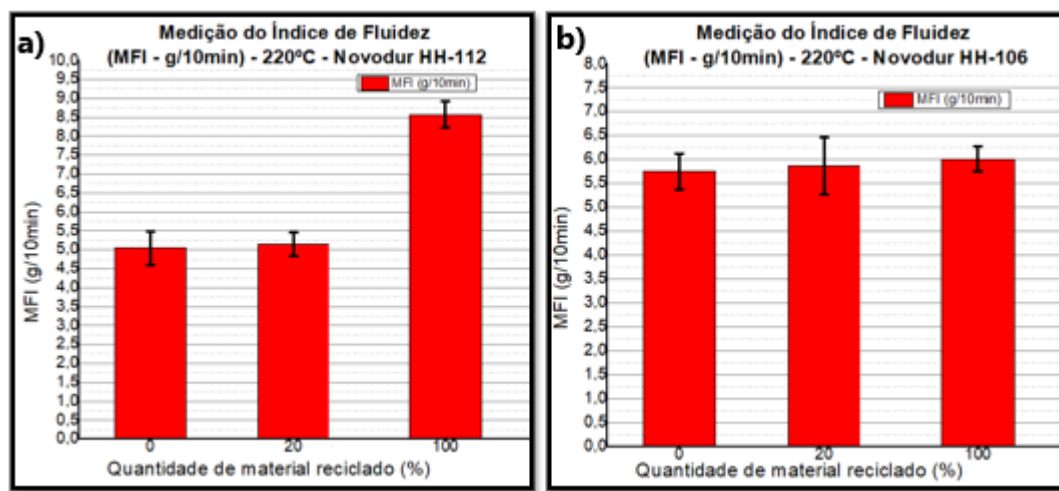 a)
Medição do Índice de Fluidez
(MFI - g/10min) - 220ºC - Novodur HH-112
MFI (g/10min)
10,0
9,5
9,0
8,5
8,0
7,5
7,0
6,5
6,0
5,5
5,0
4,5
4,0
3,5
3,0
2,5
2,0
1,5
1,0
0,5
0,0
MFI (g/10min)
0 20 100
Quantidade de material reciclado (%)
b)
Medição do Índice de Fluidez
(MFI - g/10min) - 220ºC - Novodur HH-106
MFI (g/10min)
8,0
7,5
7,0
6,5
6,0
5,5
5,0
4,5
4,0
3,5
3,0
2,5
2,0
1,5
1,0
0,5
0,0
MFI (g/10min)
0 20 100
Quantidade de material reciclado (%)